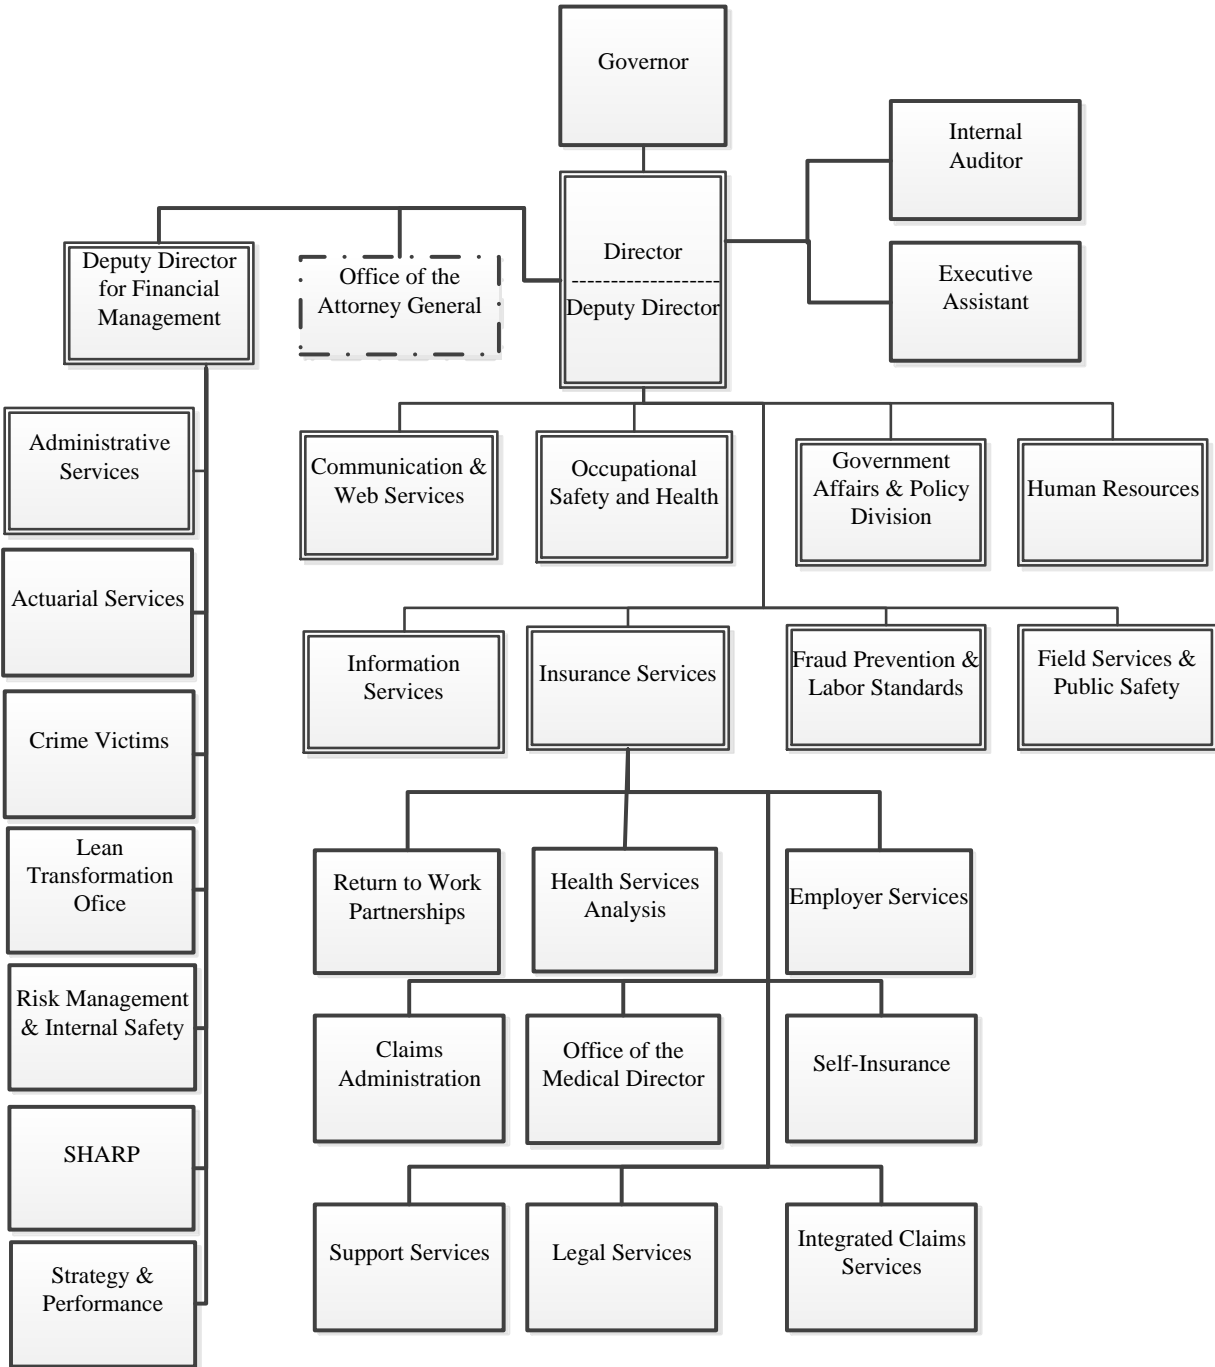 Governor
Internal
Auditor
Director
Deputy Director
Executive
Assistant
Deputy Director
for Financial
Management
Office of the
Attorney General
Administrative
Services
Actuarial Services
Crime Victims
Lean
Transformation
Ofice
Risk Management
& Internal Safety
SHARP
Strategy &
Performance
Communication &
Web Services
Occupational
Safety and Health
Government
Affairs & Policy
Division
Human Resources
Information
Services
Insurance Services
Fraud Prevention &
Labor Standards
Field Services &
Public Safety
Return to Work
Partnerships
Health Services
Analysis
Employer Services
Claims
Administration
Office of the
Medical Director
Self-Insurance
Support Services
Legal Services
Integrated Claims
Services